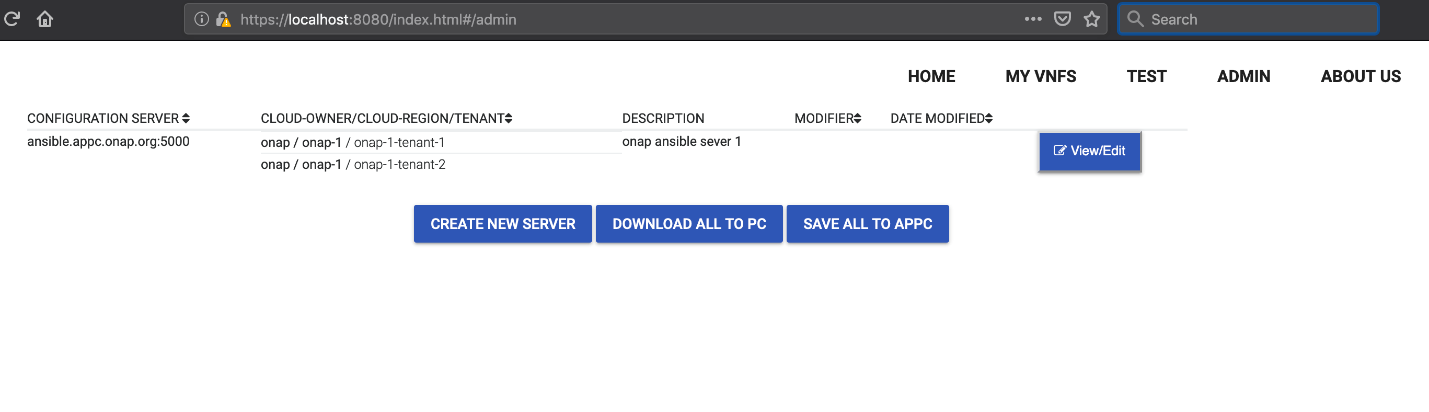 https://localhost:8080/index.html#/admin
Search
HOME MY VNFS TEST ADMIN ABOUT US
CONFIGURATION SERVER CLOUD-OWNER/CLOUD-REGION/TENANT DESCRIPTION MODIFIER DATE MODIFIED
ansible.appc.onap.org:5000 onap / onap-1 / onap-1-tenant-1 onap ansible sever 1 View/Edit
onap / onap-1 / onap-1-tenant-2
CREATE NEW SERVER DOWNLOAD ALL TO PC SAVE ALL TO APPC